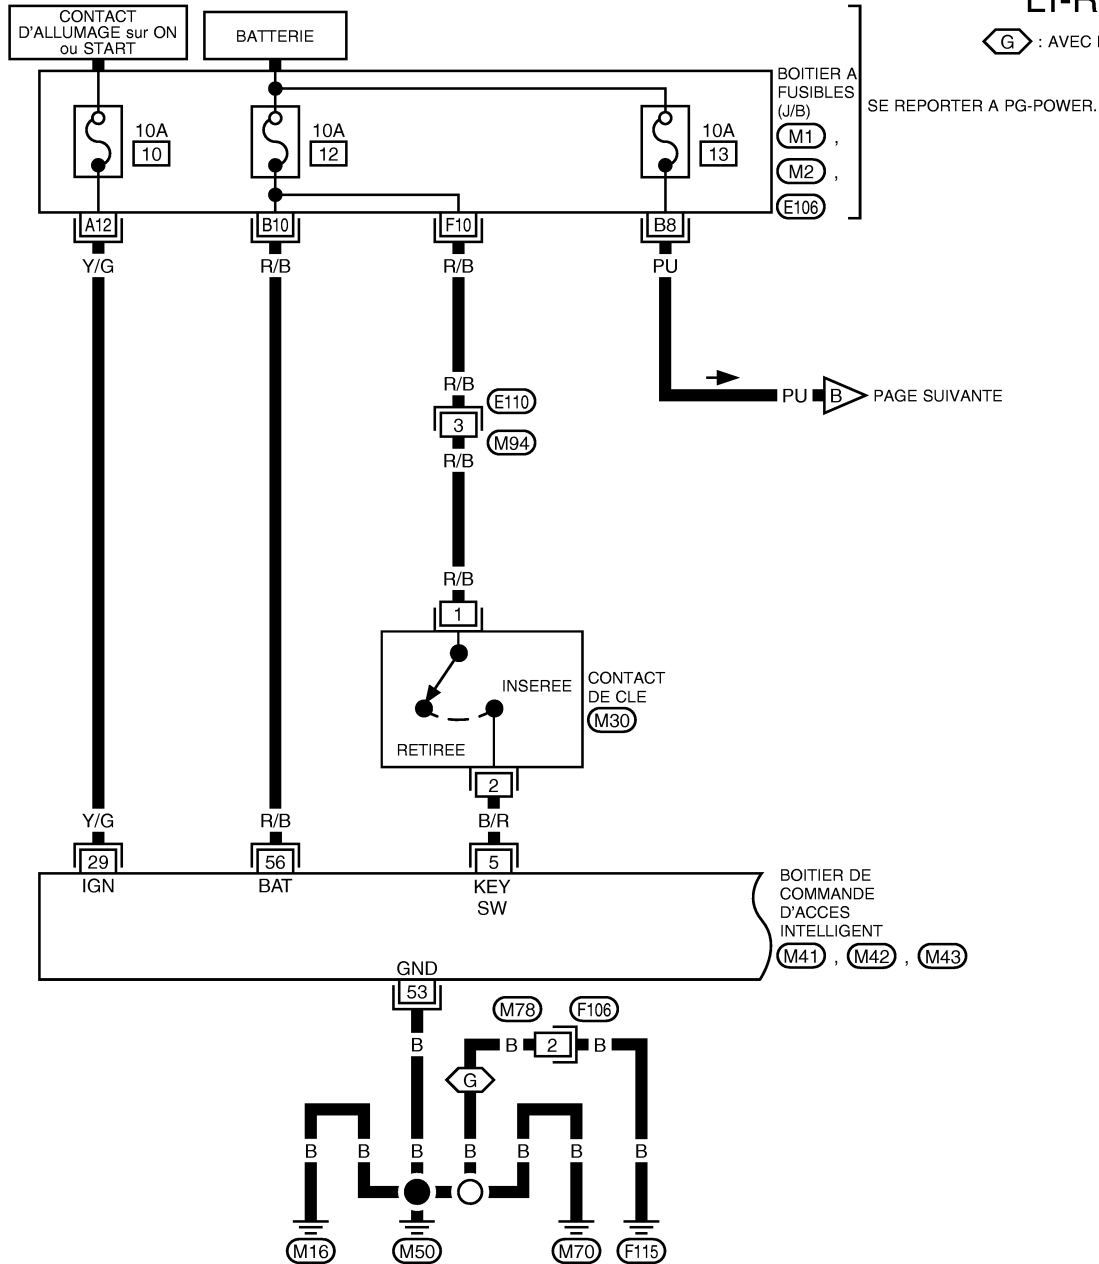 CONTACT
D'ALLUMAGE sur ON
ou START
BATTERIE
G : AVEC
BOITIER A
FUSIBLES
(J/B)
M1 ,
M2 ,
E106
SE REPORTER A PG-POWER.
10A
10
10A
12
10A
13
A12
B10
F10
B8
Y/G
R/B
R/B
PU
R/B
E110
3
M94
R/B
PU
B
PAGE SUIVANTE
R/B
1
INSEREE
RETIREE
CONTACT
DE CLE
M30
2
Y/G
R/B
B/R
29
56
5
IGN
BAT
KEY
SW
BOITIER DE
COMMANDE
D'ACCES
INTELLIGENT
M41 , M42 , M43
GND
53
M78
F106
B
B
2
B
G
B
B
B
B
B
B
B
M16
M50
M70
F115